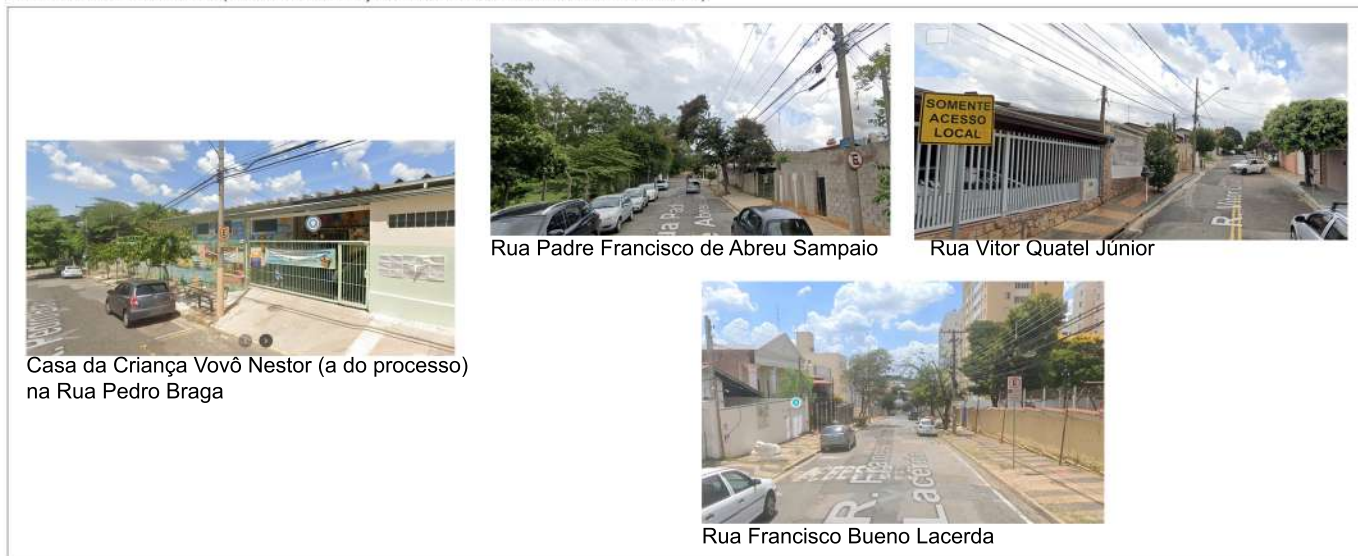 Casa da Criança Vovô Nestor (a do processo)
na Rua Pedro Braga
Rua Padre Francisco de Abreu Sampaio
SOMENTE
ACESSO
LOCAL
Rua Vitor Quatel Júnior
R. Lacerda
Rua Francisco Bueno Lacerda